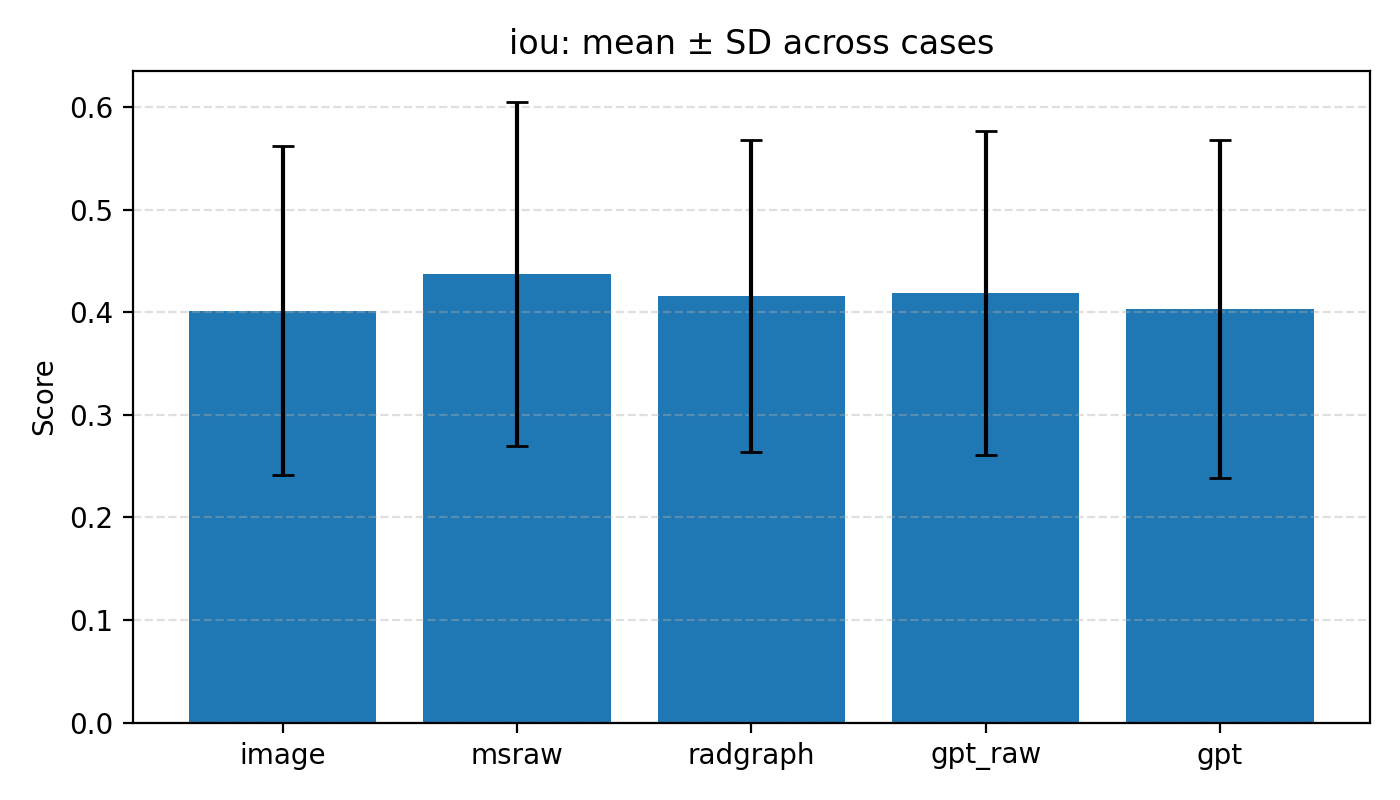 iou: mean ± SD across cases
Score
0.6
0.5
0.4
0.3
0.2
0.1
0.0
image
msraw
radgraph
gpt_raw
gpt